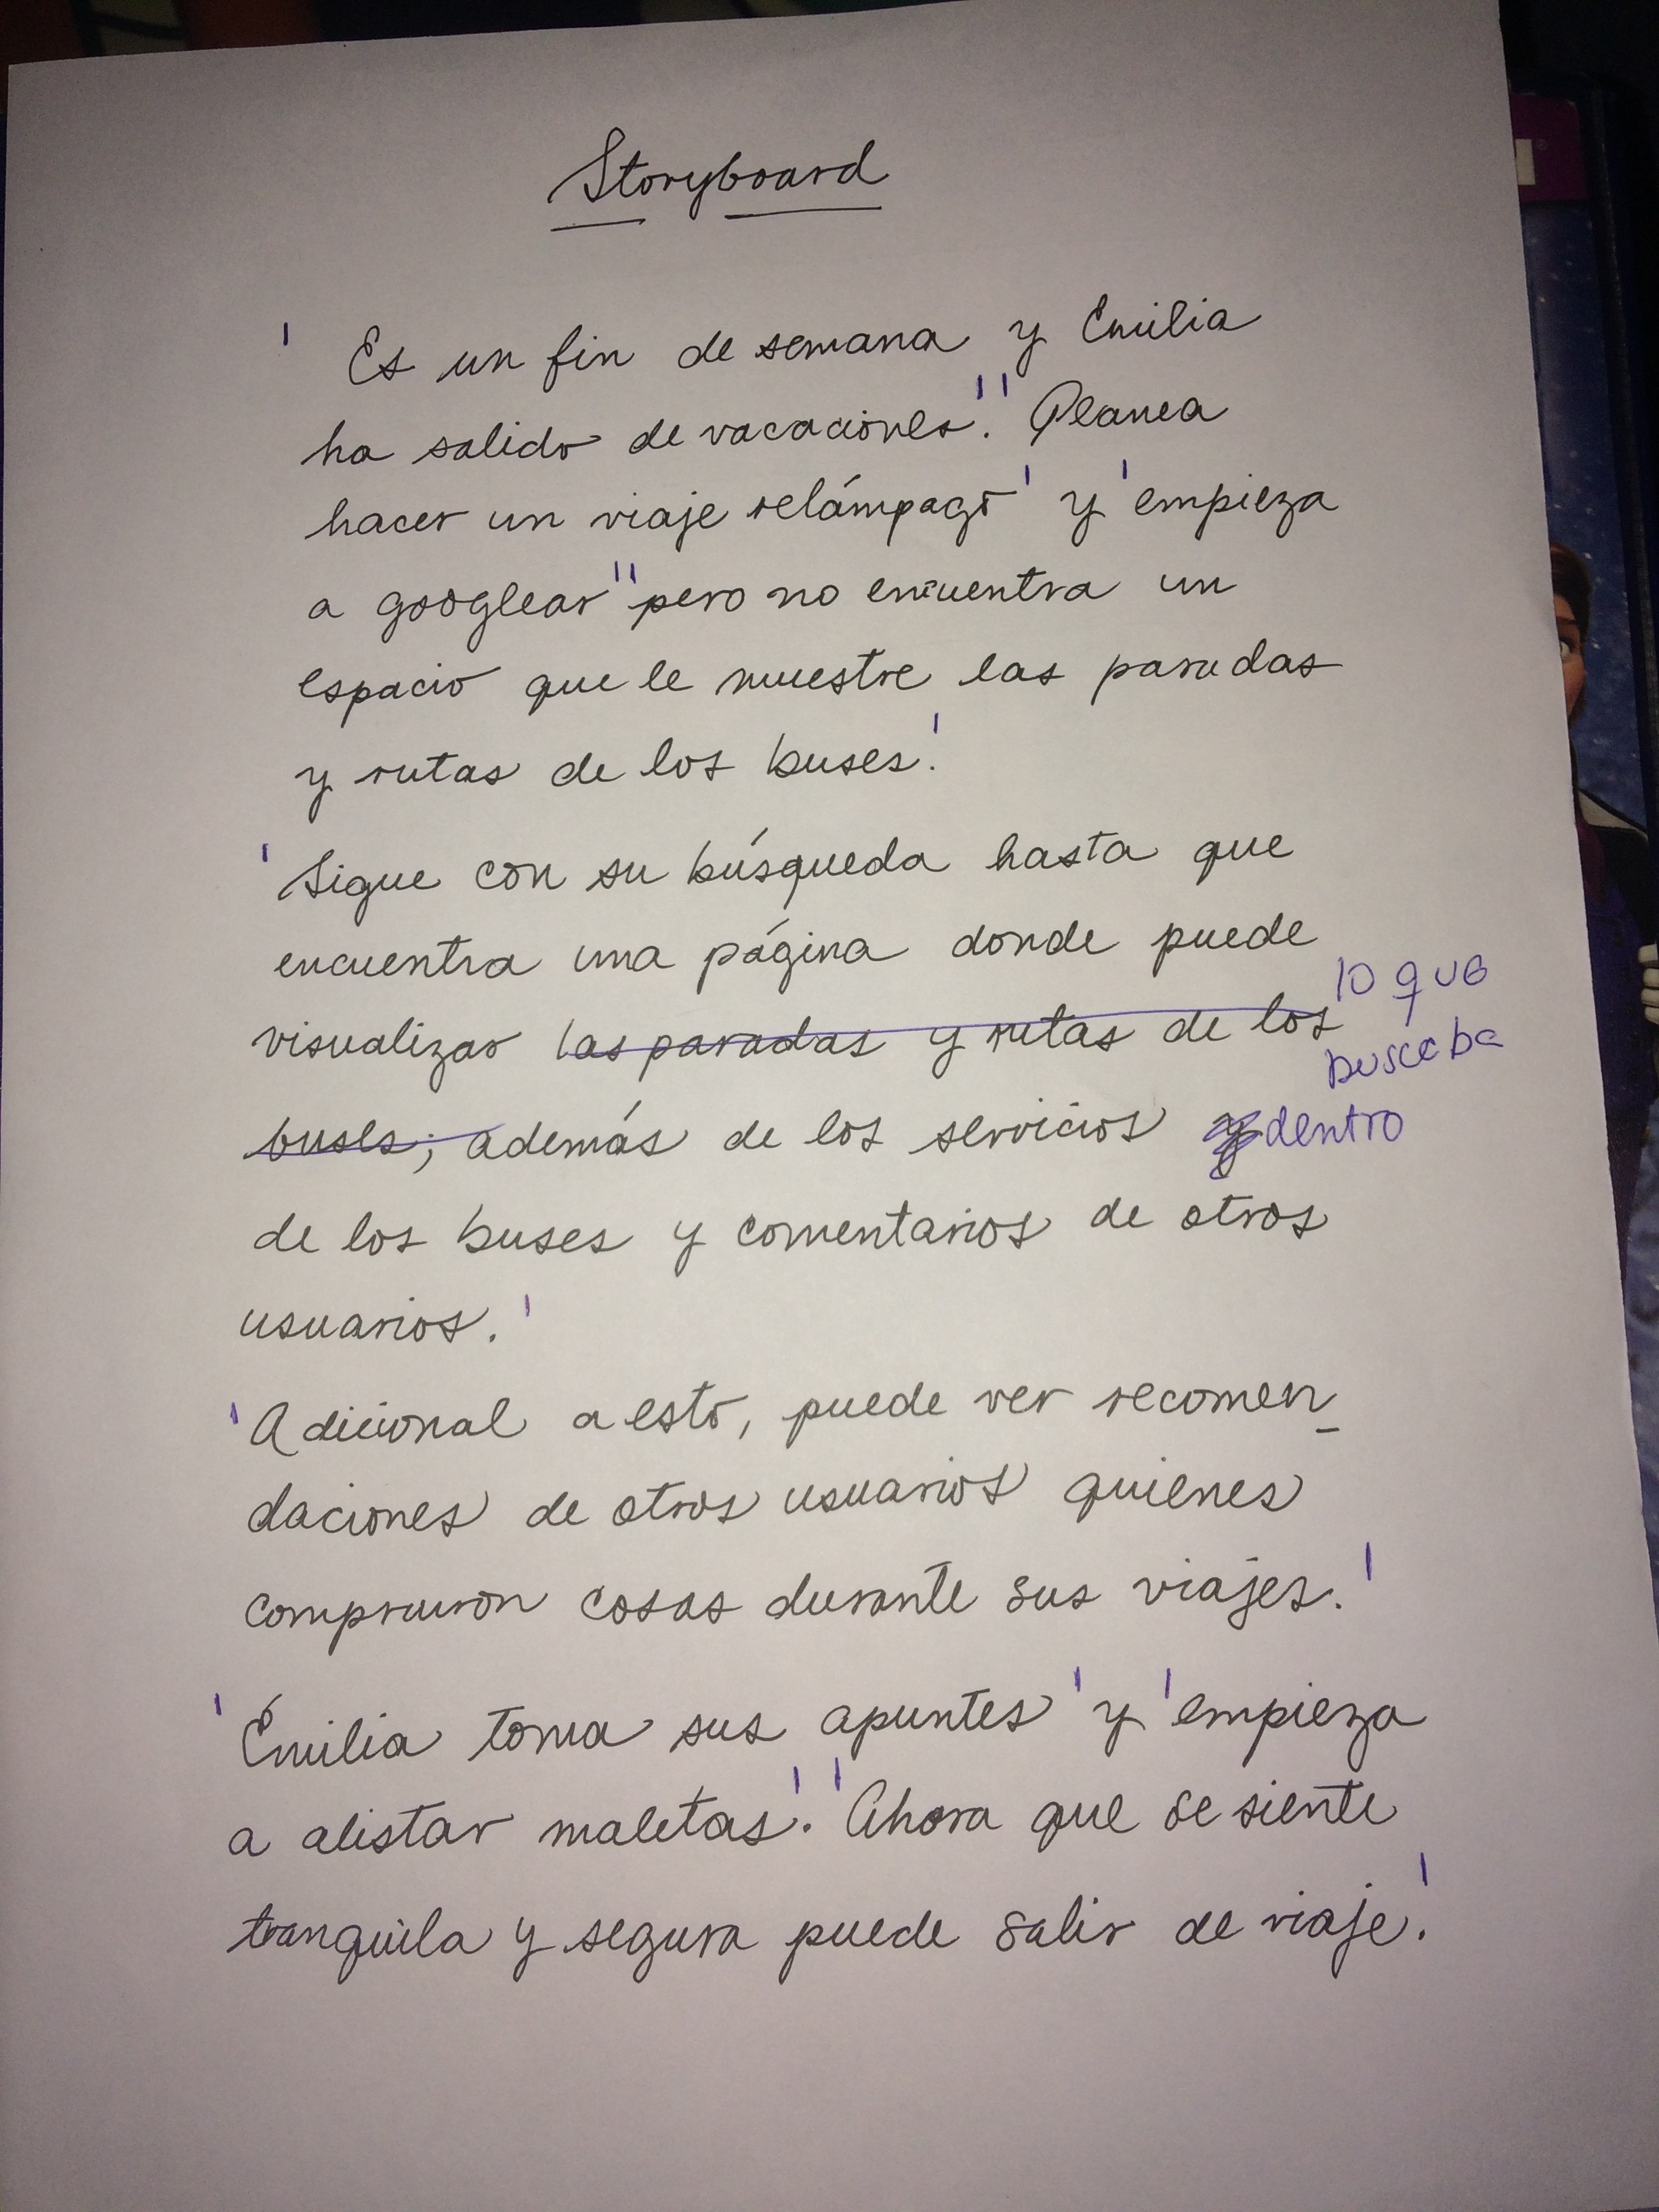 Storyboard
' Es un fin de semana y Emilia
ha salido de vacaciones.' ' Planea
hacer un viaje relámpago ' y ' empieza
a googlear '' pero no encuentra un
espacio que le muestre las paradas
y rutas de los buses.'
' Sigue con su búsqueda hasta que
encuentra una página donde puede
visualizar las paradas y rutas de los lo que
buscaba
buses; además de los servicios y dentro
de los buses y comentarios de otros
usuarios. '
' Adicional a esto, puede ver recomen_
daciones de otros usuarios quienes
compraron cosas durante sus viajes. '
' Emilia toma sus apuntes ' y ' empieza
a alistar maletas.' ' Ahora que se siente
tranquila y segura puede salir de viaje.'